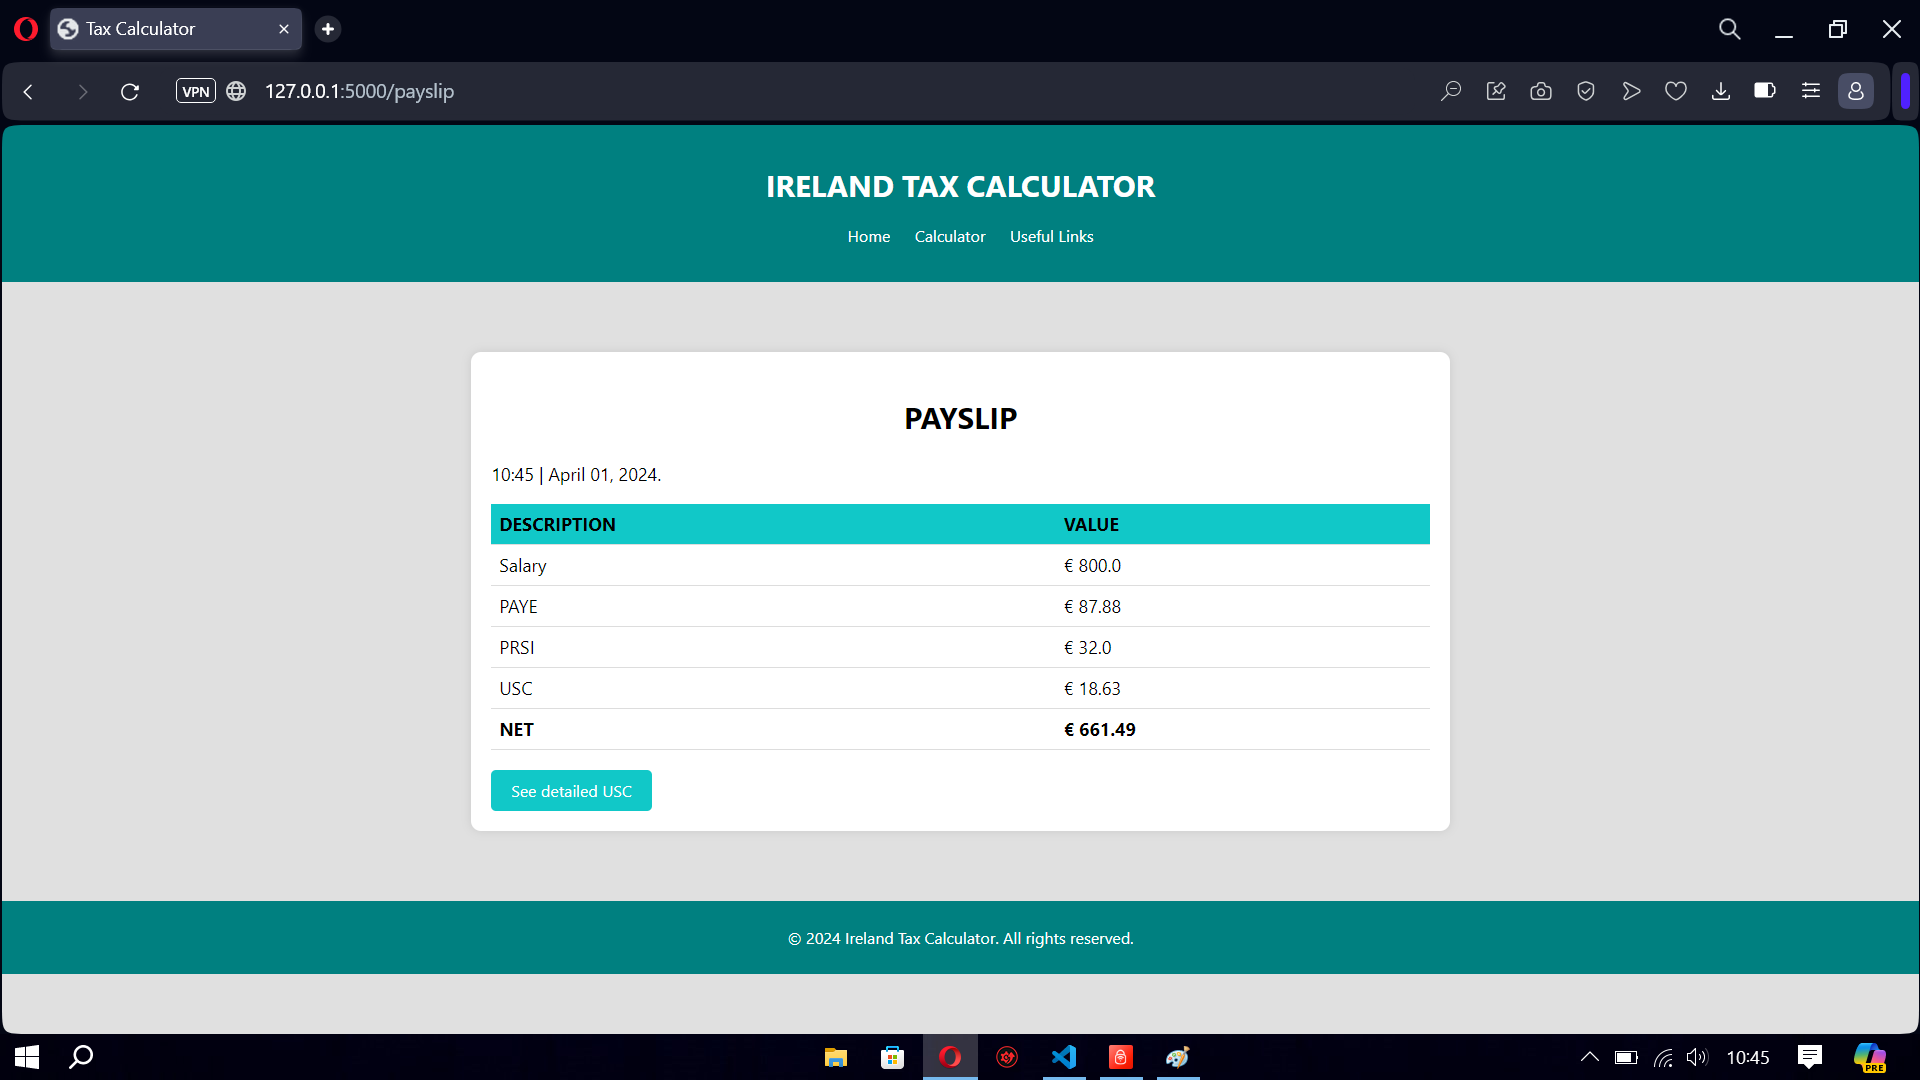 Tax Calculator
VPN 127.0.0.1:5000/payslip
IRELAND TAX CALCULATOR
Home Calculator Useful Links
PAYSLIP
10:45 | April 01, 2024.
DESCRIPTION VALUE
Salary € 800.0
PAYE € 87.88
PRSI € 32.0
USC € 18.63
NET € 661.49
See detailed USC
© 2024 Ireland Tax Calculator. All rights reserved.
10:45
PRE